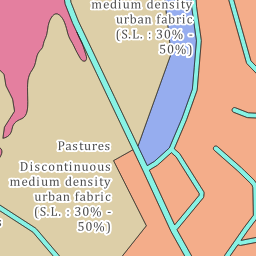 medium density
urban fabric
(S.L. : 30% -
50%)
Pastures
Discontinuous
medium density
urban fabric
(S.L. : 30% -
50%)